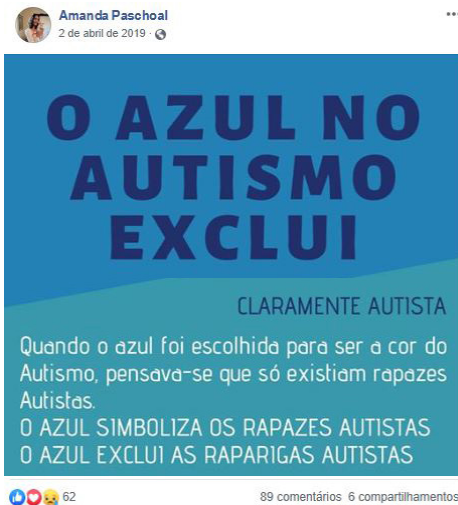 Amanda Paschoal
2 de abril de 2019 ·
O AZUL NO
AUTISMO
EXCLUI
CLARAMENTE AUTISTA
Quando o azul foi escolhida para ser a cor do
Autismo, pensava-se que só existiam rapazes
Autistas.
O AZUL SIMBOLIZA OS RAPAZES AUTISTAS
O AZUL EXCLUI AS RAPARIGAS AUTISTAS
62
89 comentários 6 compartilhamentos